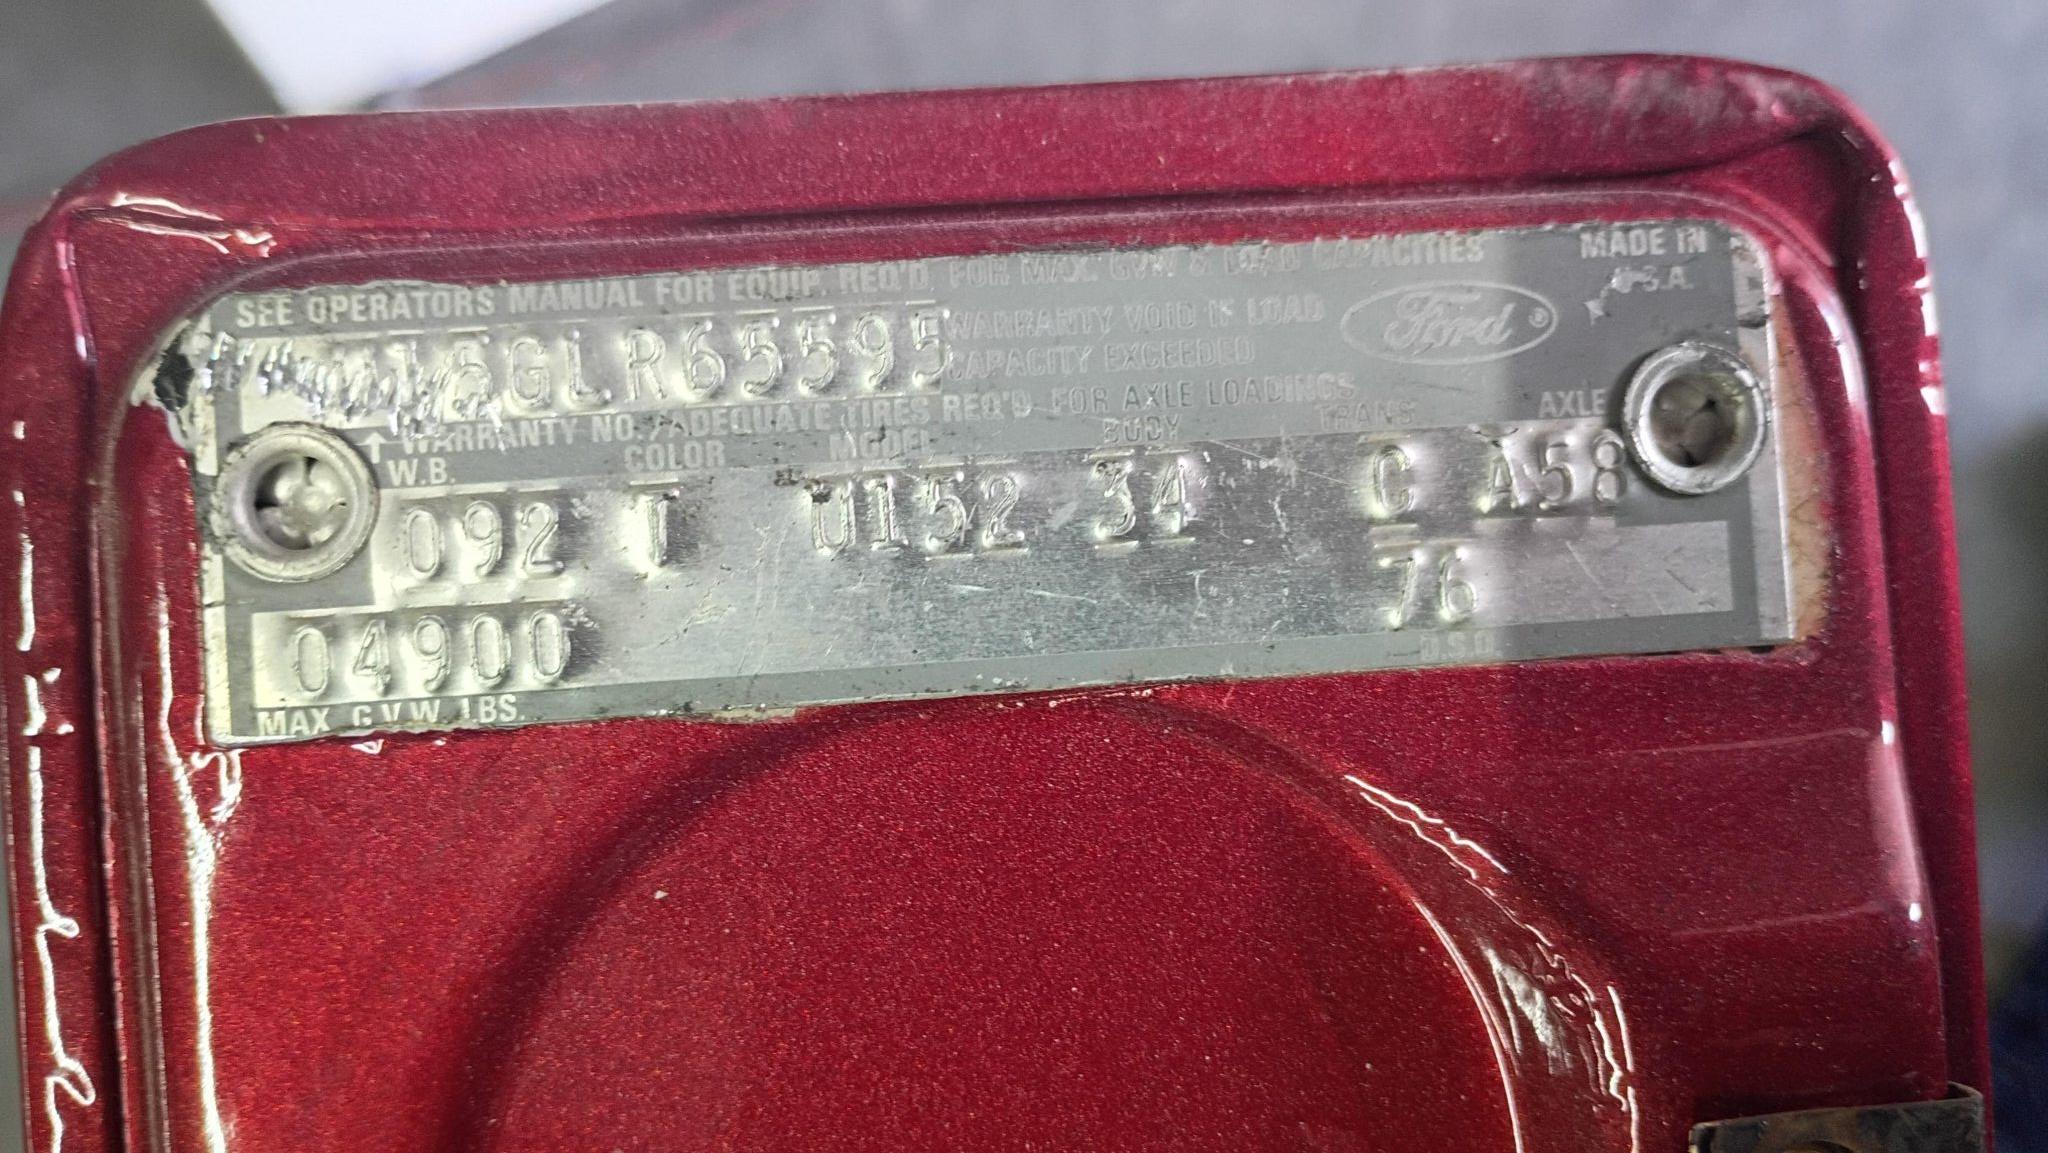 SEE OPERATORS MANUAL FOR EQUIP. REQ'D. FOR MAX. GVW & LOAD CAPACITIES
MADE IN U.S.A.
15GLR65595
WARRANTY VOID IF LOAD CAPACITY EXCEEDED
Ford®
WARRANTY NO./ADEQUATE TIRES REQ'D. FOR AXLE LOADINGS
W.B. COLOR MODEL BODY TRANS AXLE
092 T U152 34 C A58
76
04900
MAX. G.V.W. LBS. D.S.O.